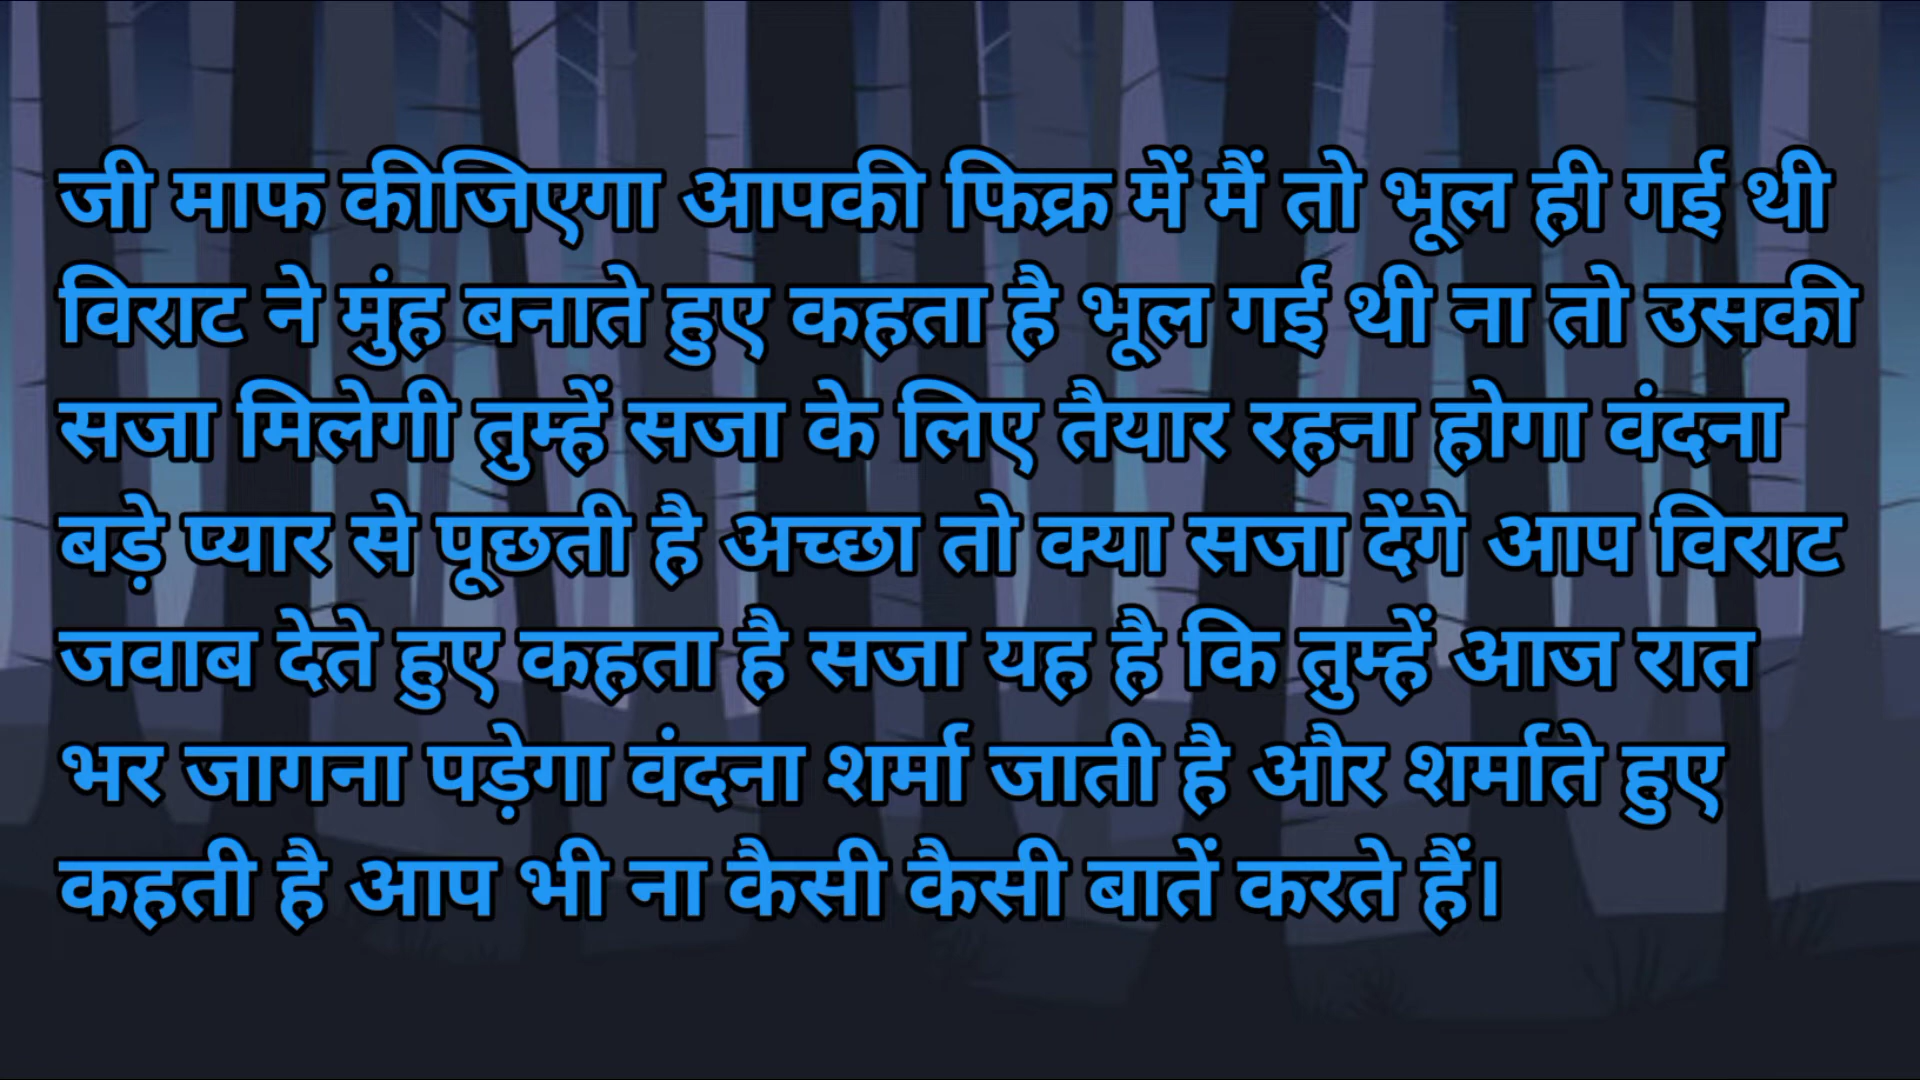 जी माफ कीजिएगा आपकी फिक्र में मैं तो भूल ही गई थी
विराट ने मुंह बनाते हुए कहता है भूल गई थी ना तो उसकी
सजा मिलेगी तुम्हें सजा के लिए तैयार रहना होगा वंदना
बड़े प्यार से पूछती है अच्छा तो क्या सजा देंगे आप विराट
जवाब देते हुए कहता है सजा यह है कि तुम्हें आज रात
भर जागना पड़ेगा वंदना शर्मा जाती है और शर्माते हुए
कहती है आप भी ना कैसी कैसी बातें करते हैं।